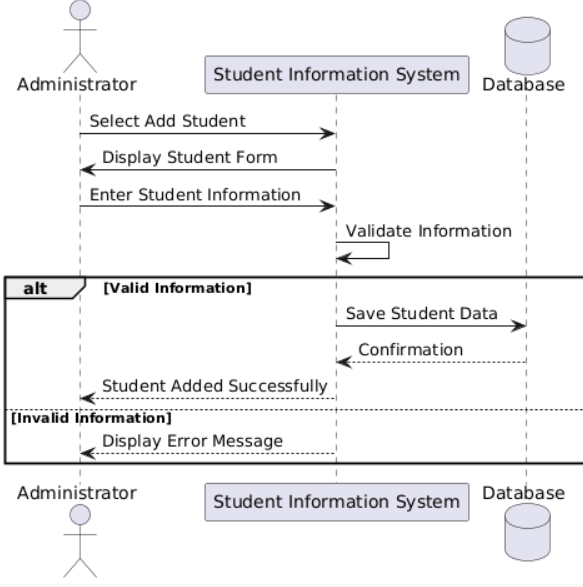 Administrator
Student Information System
Database
Select Add Student
Display Student Form
Enter Student Information
Validate Information
alt
[Valid Information]
Save Student Data
Confirmation
Student Added Successfully
[Invalid Information]
Display Error Message
Administrator
Student Information System
Database